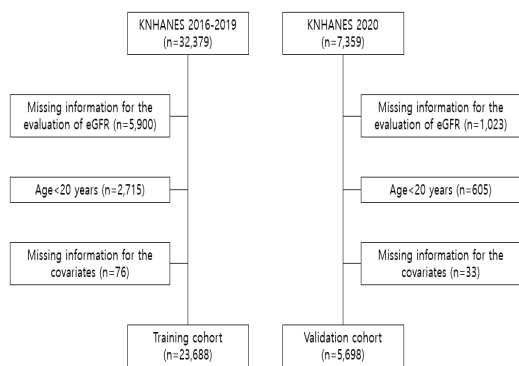 KNHANES 2016-2019
(n=32,379)
Missing information for the
evaluation of eGFR (n=5,900)
Age<20 years (n=2,715)
Missing information for the
covariates (n=76)
Training cohort
(n=23,688)
KNHANES 2020
(n=7,359)
Missing information for the
evaluation of eGFR (n=1,023)
Age<20 years (n=605)
Missing information for the
covariates (n=33)
Validation cohort
(n=5,698)